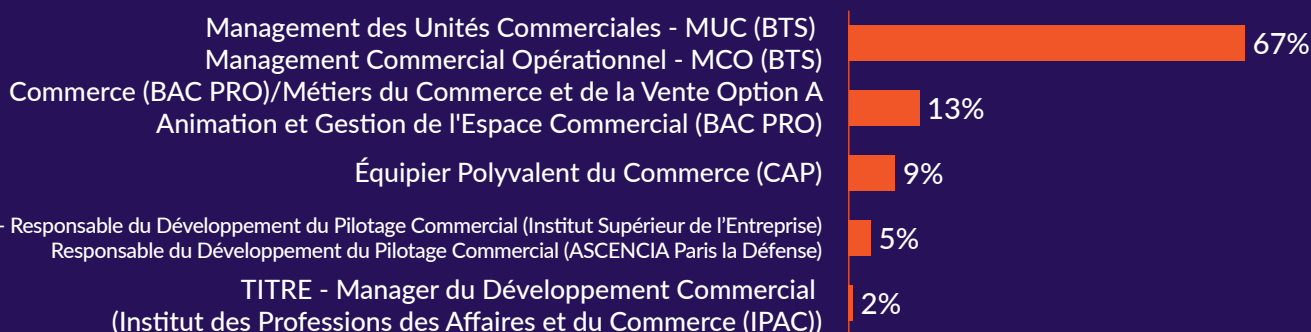 Management des Unités Commerciales - MUC (BTS)
Management Commercial Opérationnel - MCO (BTS)
67%
Commerce (BAC PRO)/Métiers du Commerce et de la Vente Option A
Animation et Gestion de l'Espace Commercial (BAC PRO)
13%
Équipier Polyvalent du Commerce (CAP)
9%
- Responsable du Développement du Pilotage Commercial (Institut Supérieur de l’Entreprise)
Responsable du Développement du Pilotage Commercial (ASCENCIA Paris la Défense)
5%
TITRE - Manager du Développement Commercial
(Institut des Professions des Affaires et du Commerce (IPAC))
2%